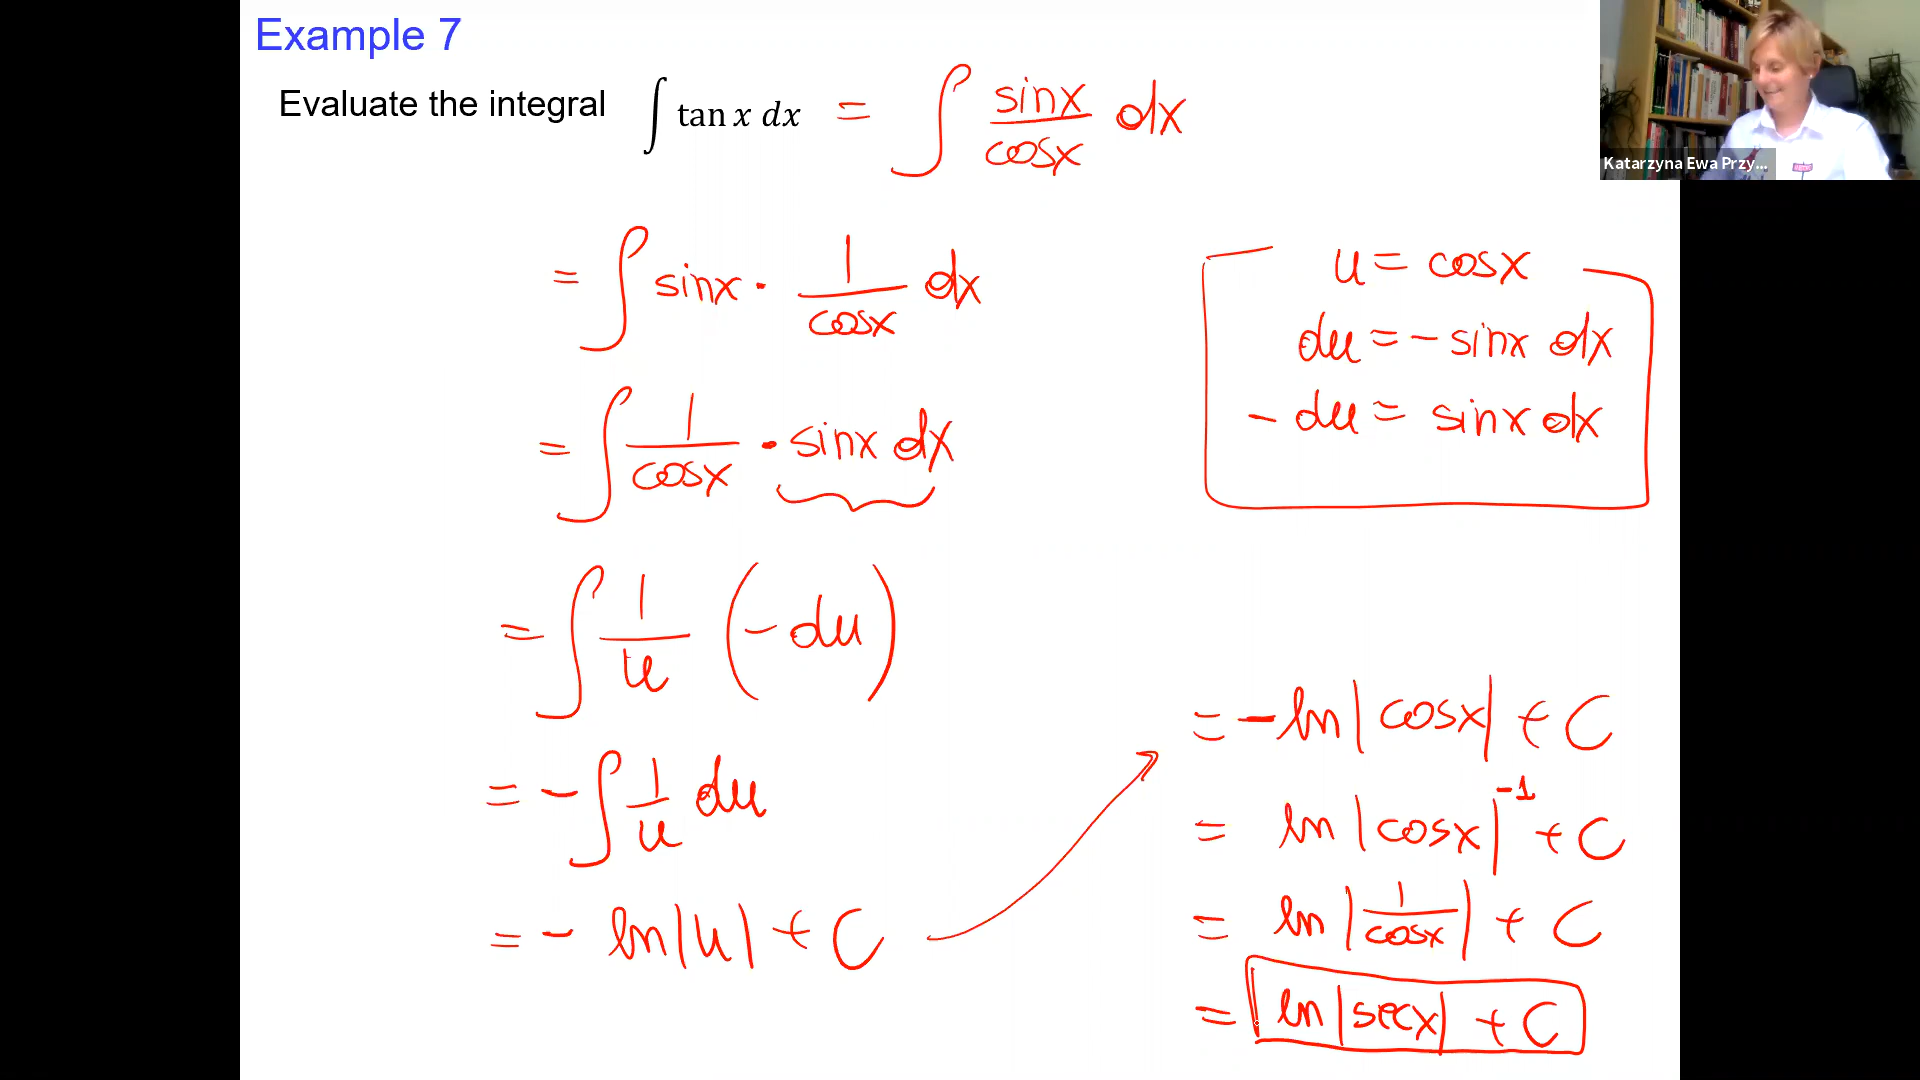 Example 7
Evaluate the integral ∫ tan x dx = ∫ sinx/cosx dx
= ∫ sinx · 1/cosx dx
= ∫ 1/cosx · sinx dx
= ∫ 1/u (-du)
= - ∫ 1/u du
= - ln|u| + C
u = cosx
du = - sinx dx
- du = sinx dx
= -ln|cosx| + C
= ln|cosx|⁻¹ + C
= ln|1/cosx| + C
= ln|secx| + C
Katarzyna Ewa Przy...